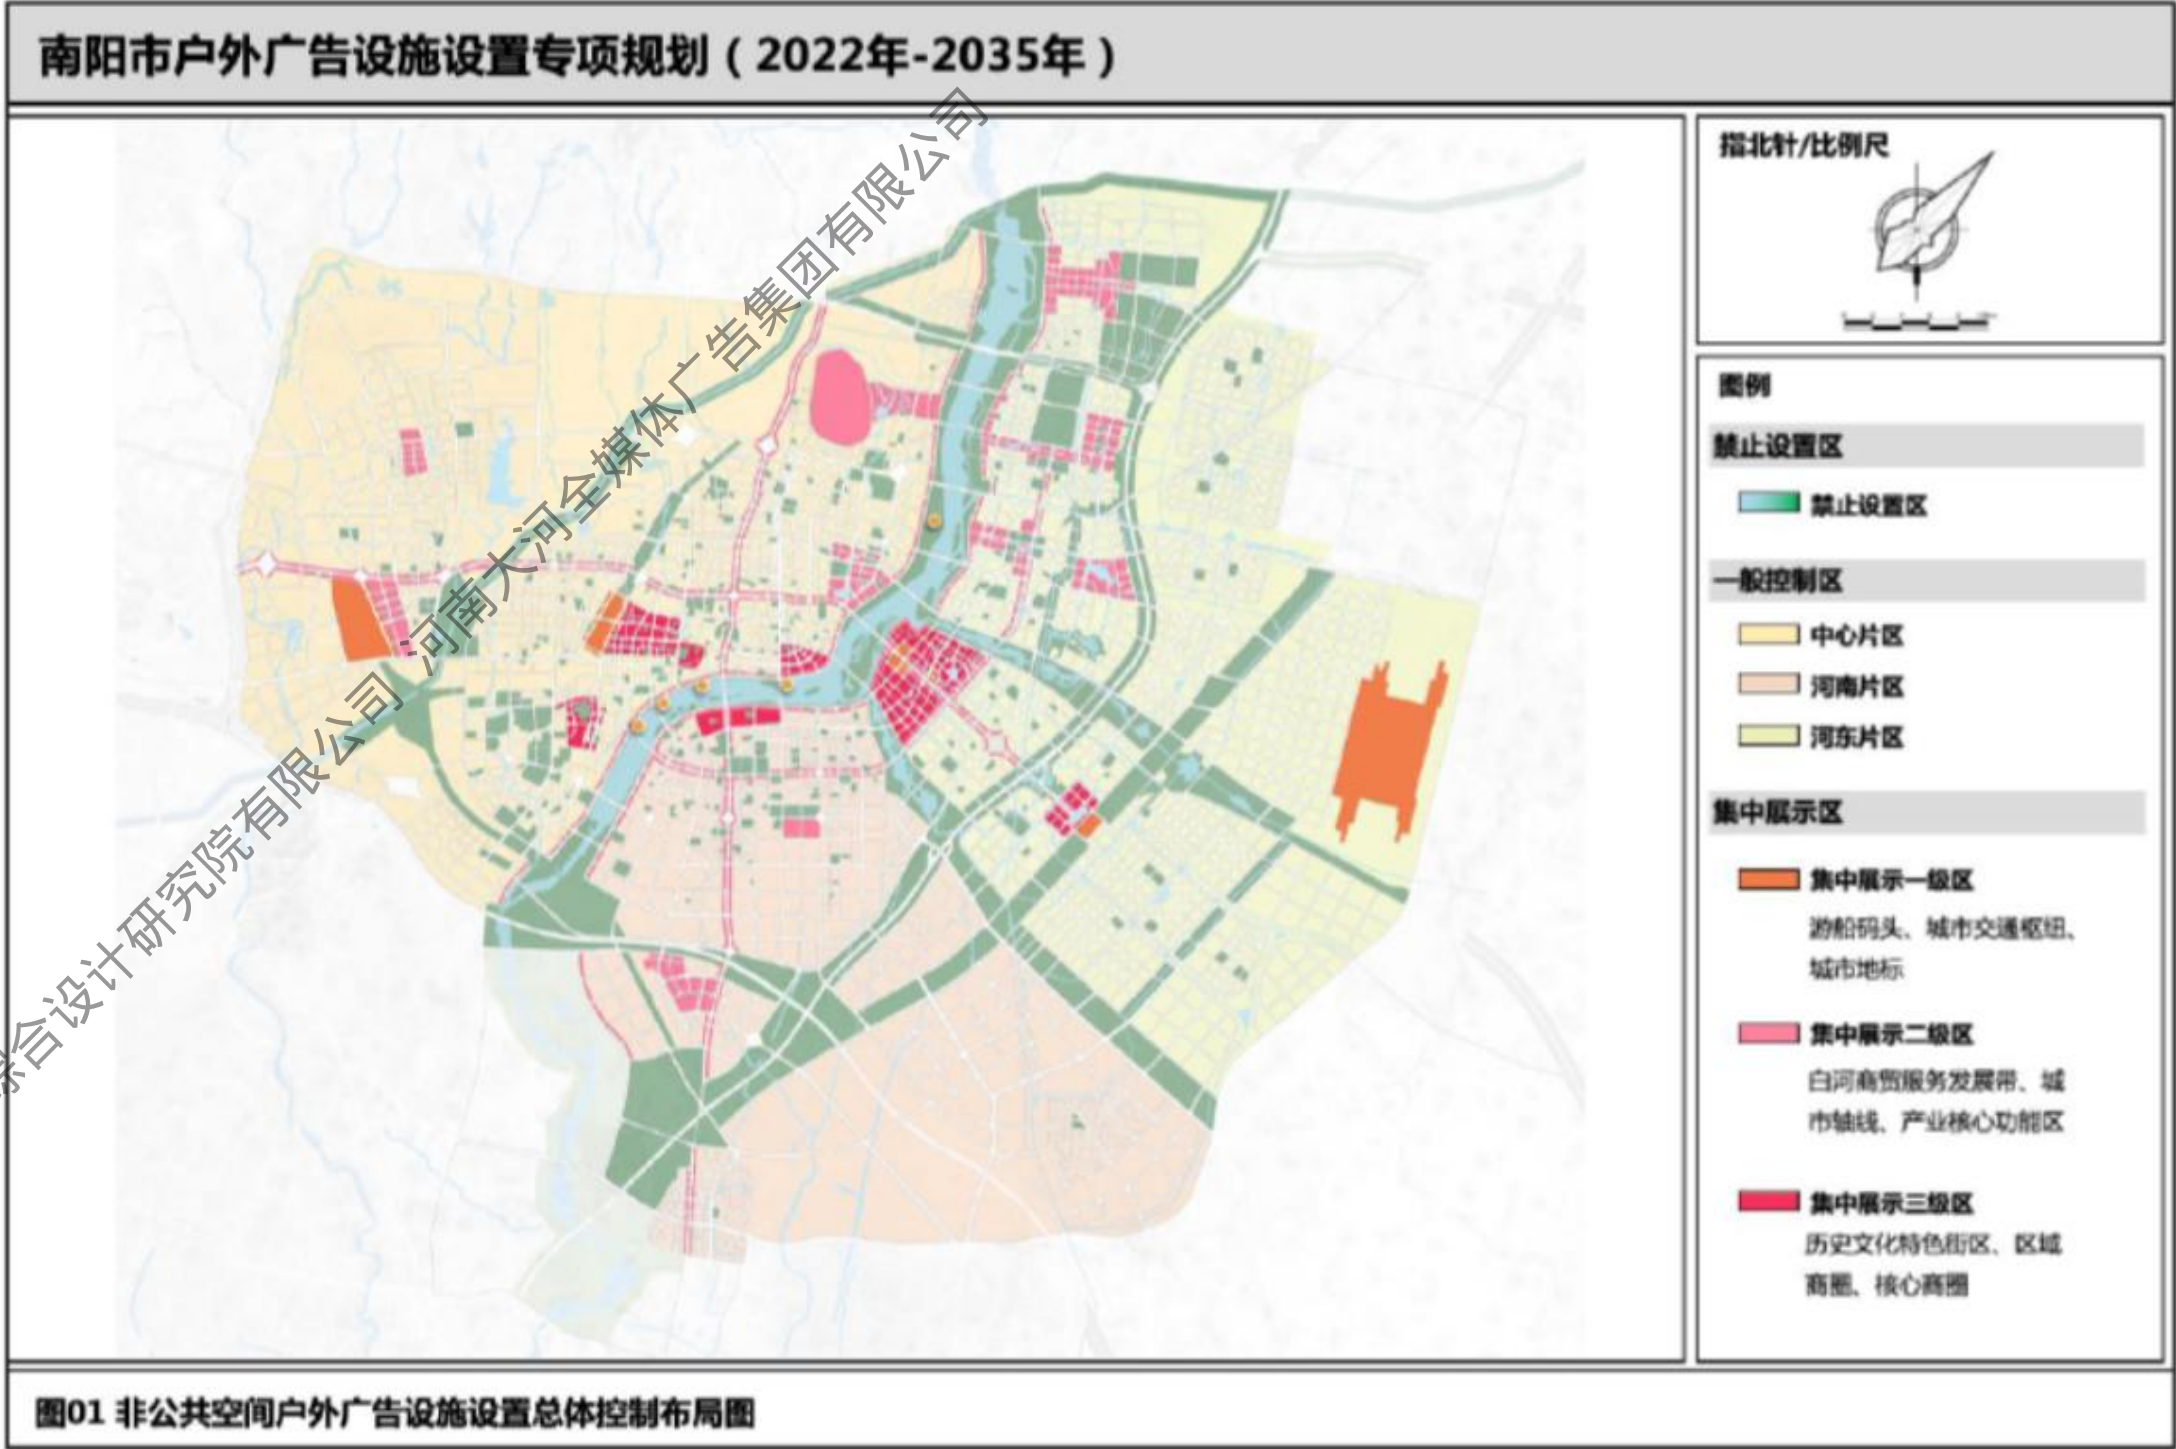 南阳市户外广告设施设置专项规划（2022年-2035年）
指北针/比例尺
图例
禁止设置区
禁止设置区
一般控制区
中心片区
河南片区
河东片区
集中展示区
集中展示一级区
游船码头、城市交通枢纽、
城市地标
集中展示二级区
白河商贸服务发展带、城
市轴线、产业核心功能区
集中展示三级区
历史文化特色街区、区域
商圈、核心商圈
综合设计研究院有限公司 河南大河全媒体广告集团有限公司
图01 非公共空间户外广告设施设置总体控制布局图